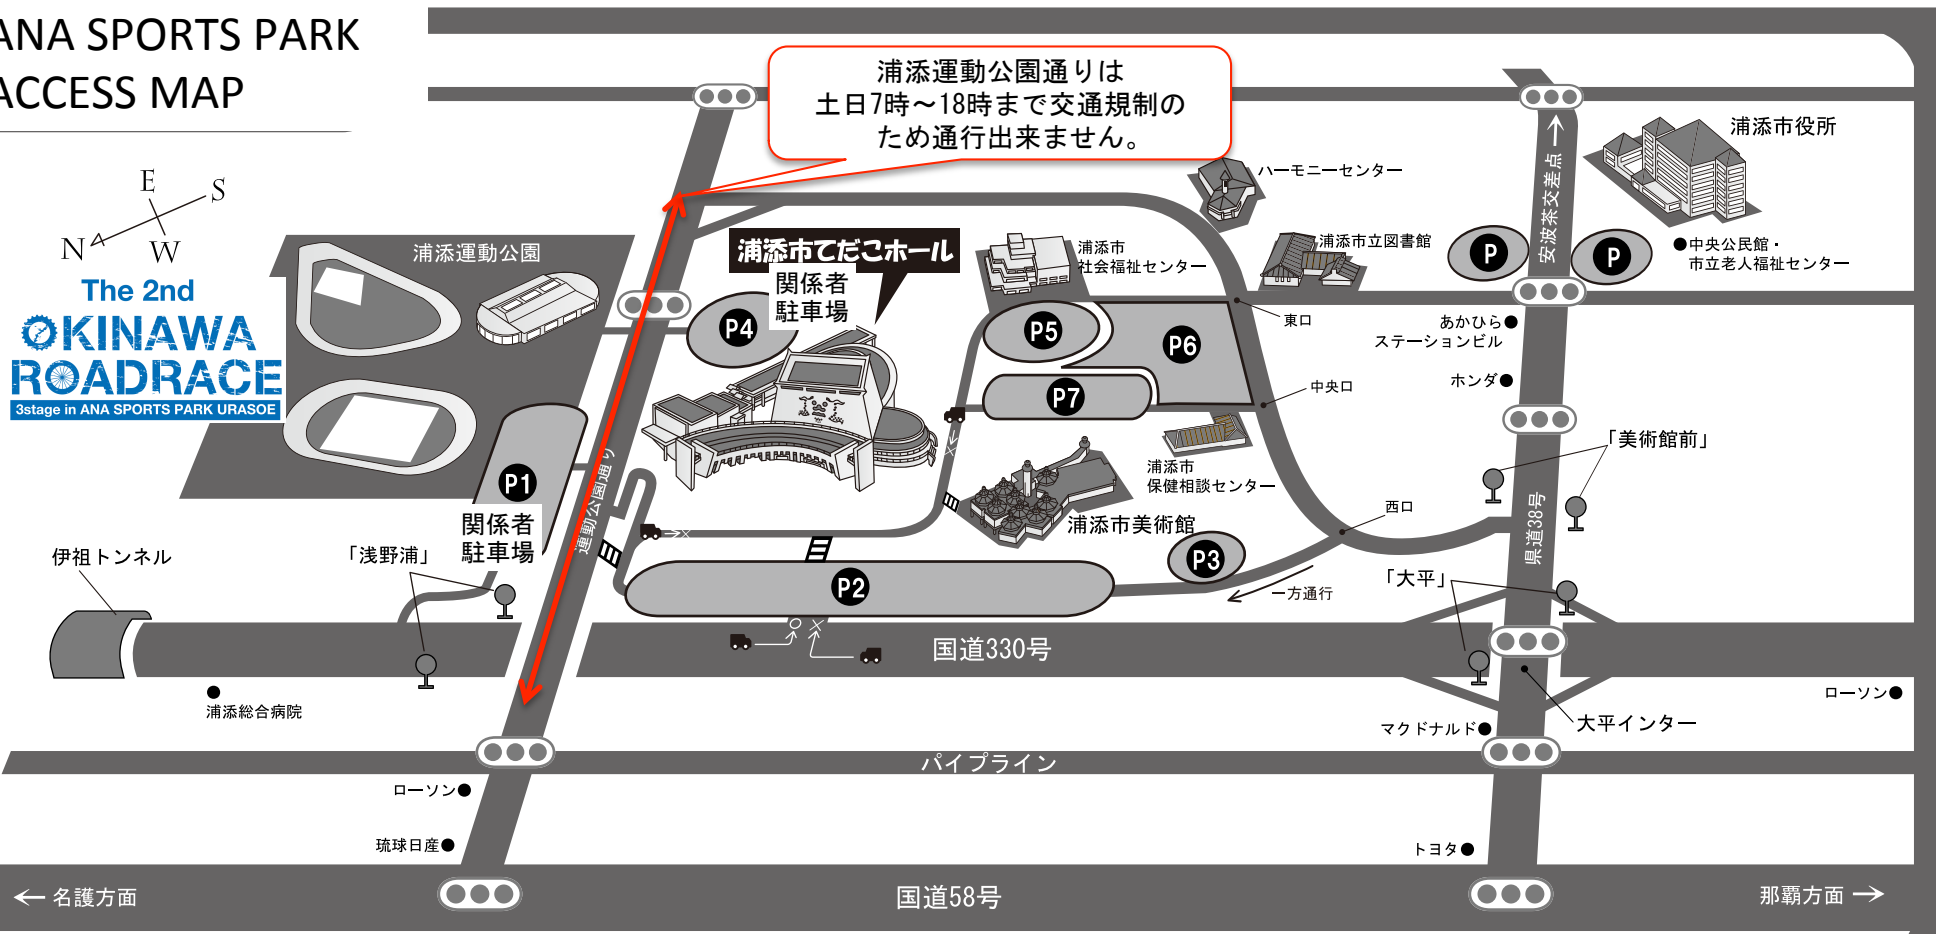 ANA SPORTS PARK
ACCESS MAP
浦添運動公園通りは
土日7時～18時まで交通規制の
ため通行出来ません。
浦添市役所
ハーモニーセンター
安波茶交差点
E
S
N
W
浦添運動公園
浦添市てだこホール
関係者
駐車場
浦添市
社会福祉センター
浦添市立図書館
P
P
●中央公民館・
市立老人福祉センター
The 2nd
OKINAWA
ROADRACE
3stage in ANA SPORTS PARK URASOE
P4
P5
P6
東口
あかひら●
ステーションビル
P7
中央口
ホンダ●
「美術館前」
P1
関係者
駐車場
運動公園通り
浦添市
保健相談センター
浦添市美術館
西口
県道38号
伊祖トンネル
「浅野浦」
P3
P2
一方通行
「大平」
国道330号
浦添総合病院
ローソン●
マクドナルド●
大平インター
パイプライン
ローソン●
琉球日産●
トヨタ●
← 名護方面
国道58号
那覇方面 →